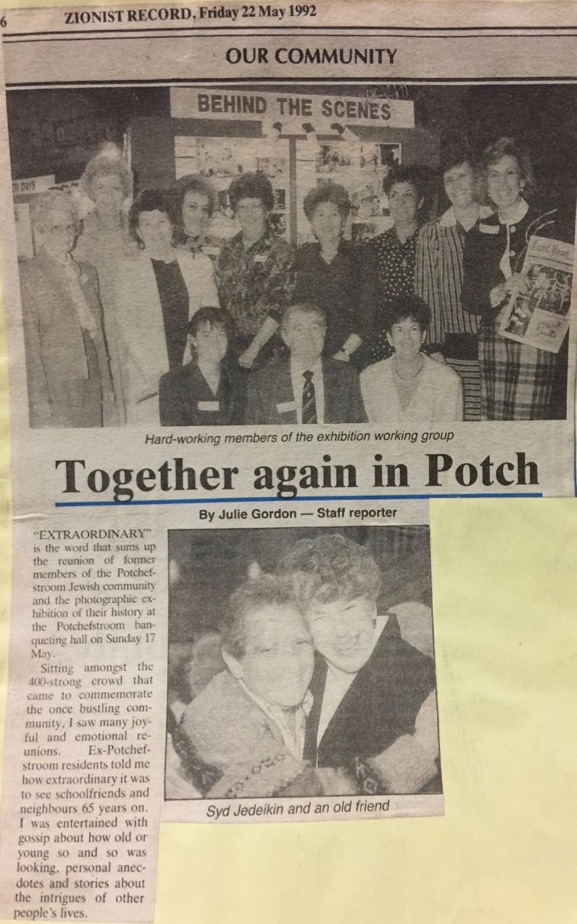 6
ZIONIST RECORD, Friday 22 May 1992
OUR COMMUNITY
BEHIND THE SCENES
DAYS
Hard-working members of the exhibition working group
Together again in Potch
By Julie Gordon — Staff reporter
“EXTRAORDINARY”
is the word that sums up
the reunion of former
members of the Potchef-
stroom Jewish community
and the photographic ex-
hibition of their history at
the Potchefstroom ban-
queting hall on Sunday 17
May.
Sitting amongst the
400-strong crowd that
came to commemorate
the once bustling com-
munity, I saw many joy-
ful and emotional re-
unions. Ex-Potchef-
stroom residents told me
how extraordinary it was
to see schoolfriends and
neighbours 65 years on.
I was entertained with
gossip about how old or
young so and so was
looking, personal anec-
dotes and stories about
the intrigues of other
people's lives.
Syd Jedeikin and an old friend